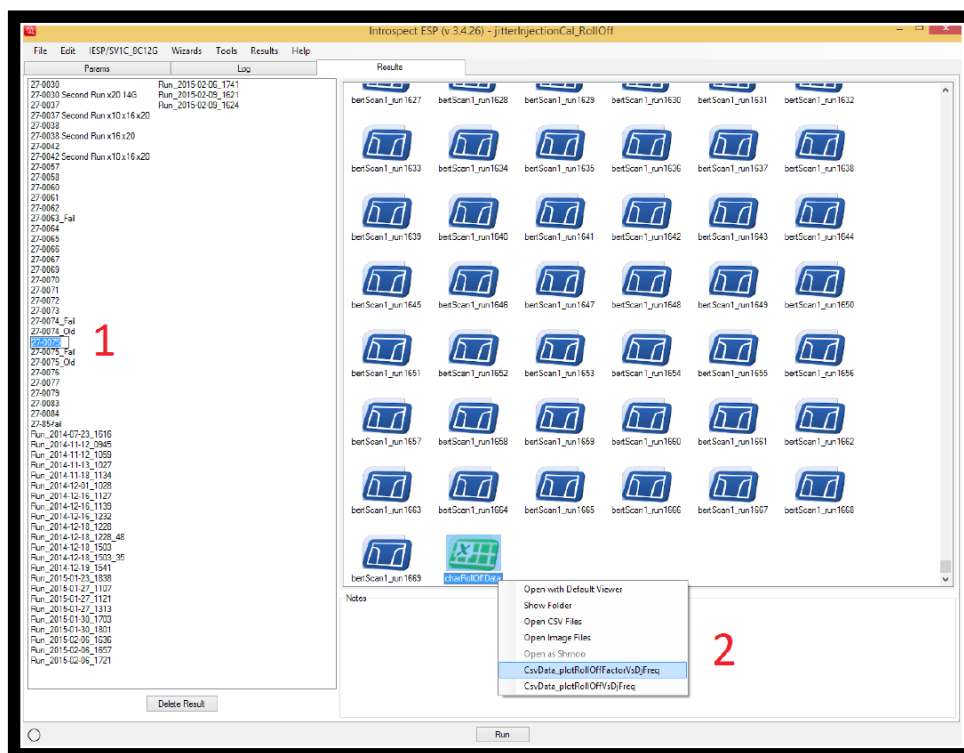 Introspect ESP (v 3.4.26) - jitterInjectionCal_RollOff
File Edit IESP/SV1C_8C12G Wizards Tools Results Help
Params Log Results
27-0030
27-0030 Second Run x20 14G
27-0037
27-0037 Second Run x10 x16 x20
27-0038
27-0038 Second Run x16 x20
27-0042
27-0042 Second Run x10 x16 x20
27-0057
27-0058
27-0060
27-0061
27-0062
27-0063_Fail
27-0064
27-0065
27-0066
27-0067
27-0069
27-0070
27-0071
27-0072
27-0073
27-0074_Fail
27-0074_Old
27-0075
27-0075_Fail
27-0075_Old
27-0076
27-0077
27-0079
27-0083
27-0084
27-85-fail
Run_2014-07-23_1616
Run_2014-11-12_0945
Run_2014-11-12_1059
Run_2014-11-13_1027
Run_2014-11-18_1134
Run_2014-12-01_1028
Run_2014-12-16_1127
Run_2014-12-16_1139
Run_2014-12-16_1232
Run_2014-12-18_1228
Run_2014-12-18_1228_48
Run_2014-12-18_1503
Run_2014-12-18_1503_35
Run_2014-12-19_1541
Run_2015-01-23_1838
Run_2015-01-27_1107
Run_2015-01-27_1121
Run_2015-01-27_1313
Run_2015-01-30_1703
Run_2015-01-30_1801
Run_2015-02-06_1636
Run_2015-02-06_1657
Run_2015-02-06_1721
Run_2015-02-06_1741
Run_2015-02-09_1621
Run_2015-02-09_1624
1
bertScan1_run1627 bertScan1_run1628 bertScan1_run1629 bertScan1_run1630 bertScan1_run1631 bertScan1_run1632
bertScan1_run1633 bertScan1_run1634 bertScan1_run1635 bertScan1_run1636 bertScan1_run1637 bertScan1_run1638
bertScan1_run1639 bertScan1_run1640 bertScan1_run1641 bertScan1_run1642 bertScan1_run1643 bertScan1_run1644
bertScan1_run1645 bertScan1_run1646 bertScan1_run1647 bertScan1_run1648 bertScan1_run1649 bertScan1_run1650
bertScan1_run1651 bertScan1_run1652 bertScan1_run1653 bertScan1_run1654 bertScan1_run1655 bertScan1_run1656
bertScan1_run1657 bertScan1_run1658 bertScan1_run1659 bertScan1_run1660 bertScan1_run1661 bertScan1_run1662
bertScan1_run1663 bertScan1_run1664 bertScan1_run1665 bertScan1_run1666 bertScan1_run1667 bertScan1_run1668
bertScan1_run1669 charRollOffData
Notes
Open with Default Viewer
Show Folder
Open CSV Files
Open Image Files
Open as Shmoo
CsvData_plotRollOffFactorVsDjFreq
CsvData_plotRollOffVsDjFreq
2
Delete Result
Run